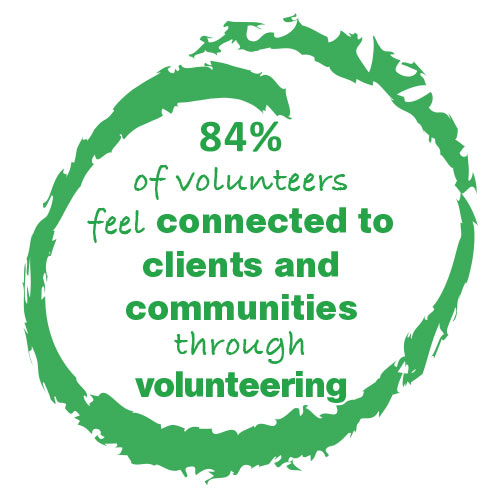 84%
of volunteers
feel connected to
clients and
communities
through
volunteering